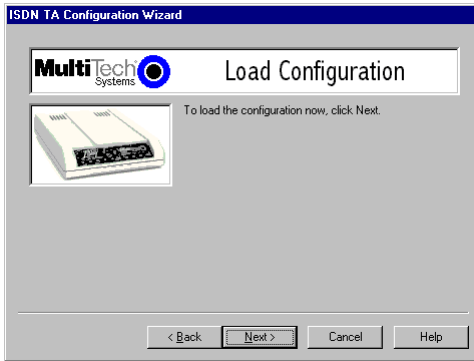 ISDN TA Configuration Wizard
MultiTech
Systems
Load Configuration
To load the configuration now, click Next.
< Back
Next >
Cancel
Help